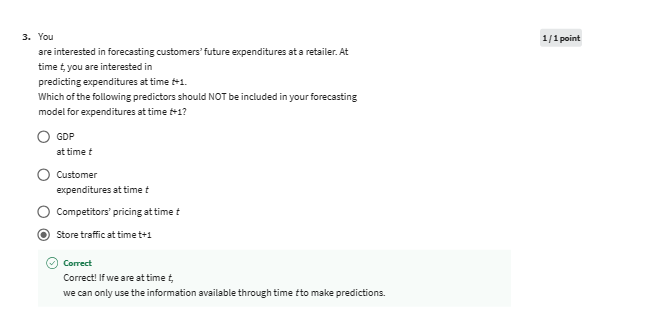 3. You
1 / 1 point
are interested in forecasting customers' future expenditures at a retailer. At
time t, you are interested in
predicting expenditures at time t+1.
Which of the following predictors should NOT be included in your forecasting
model for expenditures at time t+1?
GDP
at time t
Customer
expenditures at time t
Competitors' pricing at time t
Store traffic at time t+1
Correct
Correct! If we are at time t,
we can only use the information available through time t to make predictions.